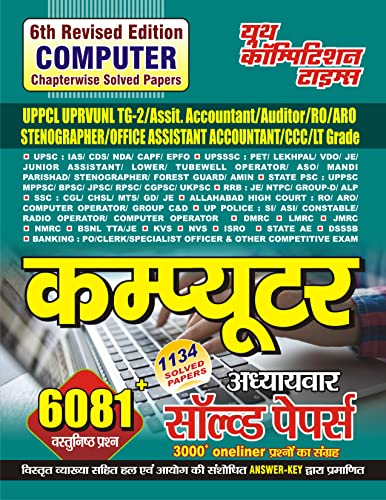 6th Revised Edition
COMPUTER
Chapterwise Solved Papers
यूथ
कॉम्पिटिशन
टाइम्स
UPPCL UPRVUNL TG-2/Assit. Accountant/Auditor/RO/ARO
STENOGRAPHER/OFFICE ASSISTANT ACCOUNTANT/CCC/LT Grade
■ UPSC : IAS/ CDS/ NDA/ CAPF/ EPFO ■ UPSSSC : PET/ LEKHPAL/ VDO/ JE/
JUNIOR ASSISTANT/ LOWER/ TUBEWELL OPERATOR/ ASO/ MANDI
PARISHAD/ STENOGRAPHER/ FOREST GUARD/ AMIN ■ STATE PSC : UPPSC
MPPSC/ BPSC/ JPSC/ RPSC/ CGPSC/ UKPSC ■ RRB : JE/ NTPC/ GROUP-D/ ALP
■ SSC : CGL/ CHSL/ MTS/ GD/ JE ■ ALLAHABAD HIGH COURT : RO/ ARO/
COMPUTER OPERATOR/ GROUP C&D ■ UP POLICE : SI/ ASI/ CONSTABLE/
RADIO OPERATOR/ COMPUTER OPERATOR ■ DMRC ■ LMRC ■ JMRC
■ NMRC ■ BSNL TTA/JE ■ KVS ■ NVS ■ ISRO ■ STATE AE ■ DSSSB
■ BANKING : PO/CLERK/SPECIALIST OFFICER & OTHER COMPETITIVE EXAM
कम्प्यूटर
1134
SOLVED
PAPERS
अध्यायवार
6081+
सॉल्व्ड पेपर्स
वस्तुनिष्ठ प्रश्न
3000+ oneliner प्रश्नों का संग्रह
विस्तृत व्याख्या सहित हल एवं आयोग की संशोधित ANSWER-KEY द्वारा प्रमाणित